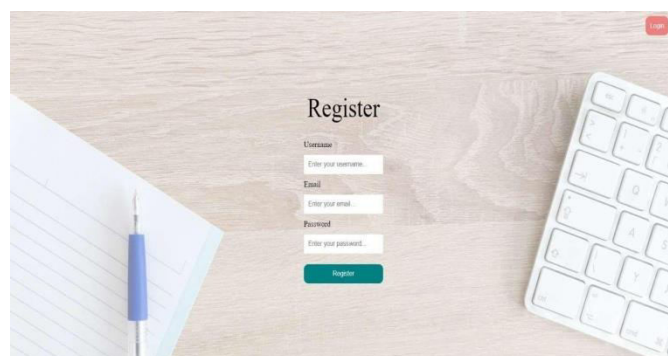 Login
Register
Username
Enter your username...
Email
Enter your email...
Password
Enter your password...
Register